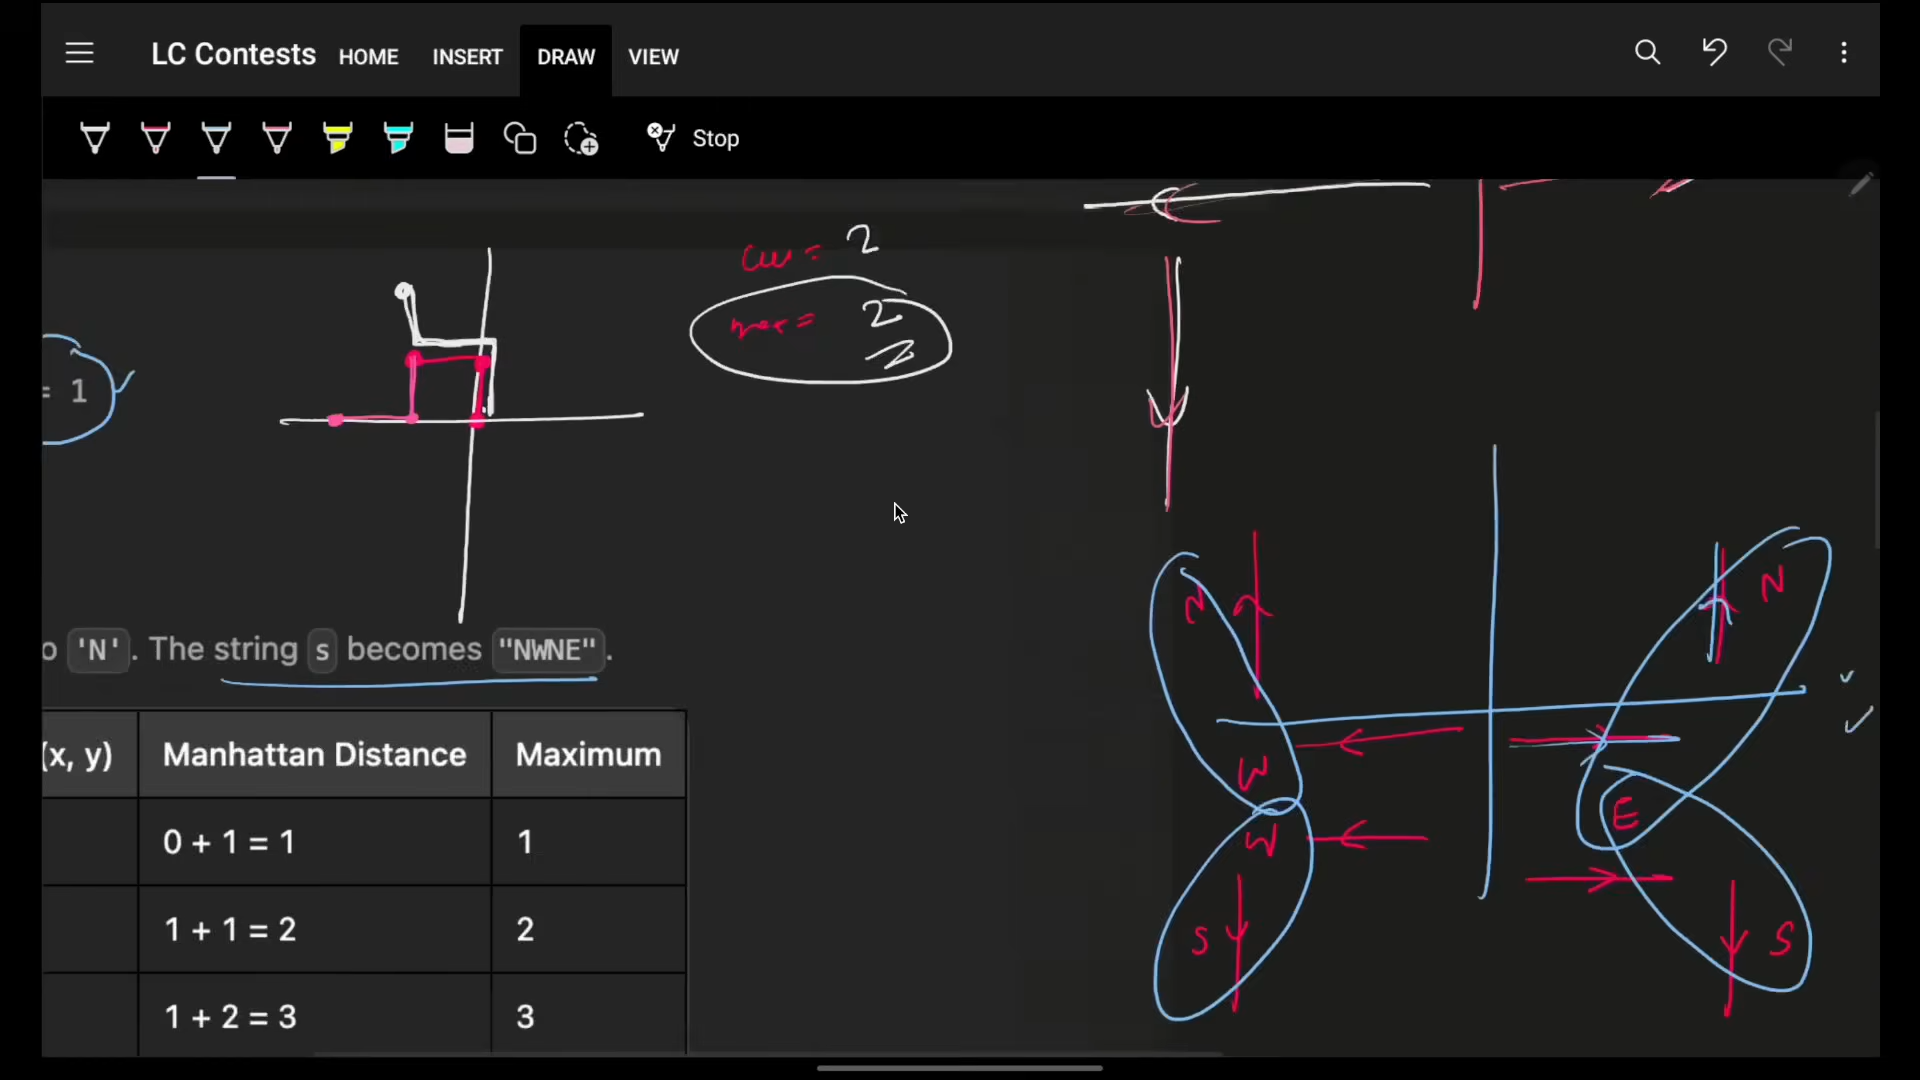 LC Contests HOME INSERT DRAW VIEW
Stop
cur = 2
max = 2
= 1
o 'N'. The string s becomes "NWNE".
(x, y) Manhattan Distance Maximum
0 + 1 = 1 1
1 + 1 = 2 2
1 + 2 = 3 3
N N
W
W E
S S